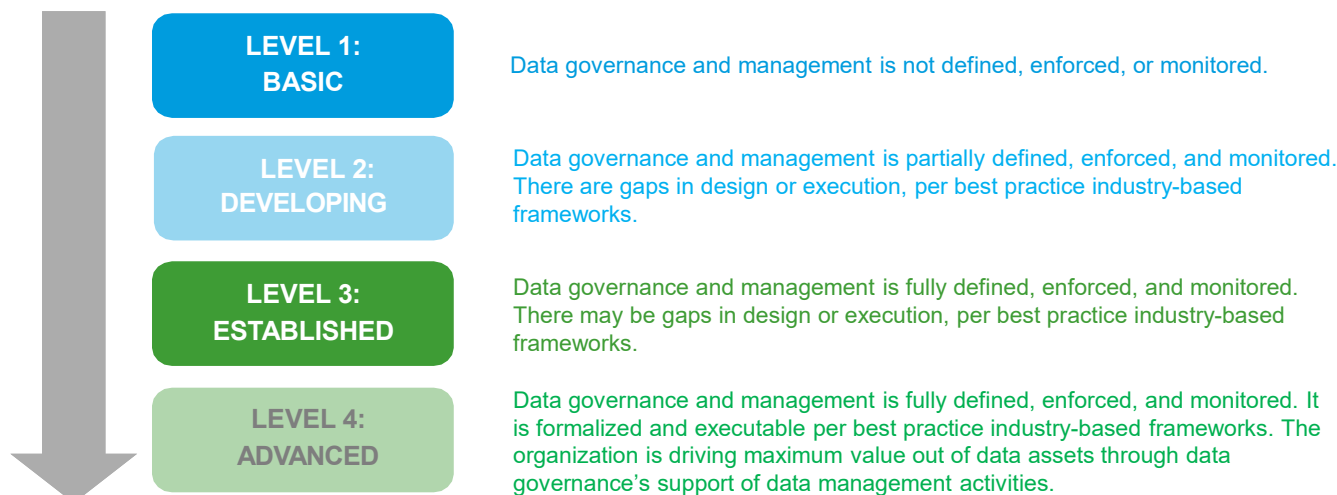 LEVEL 1:
BASIC
Data governance and management is not defined, enforced, or monitored.
LEVEL 2:
DEVELOPING
Data governance and management is partially defined, enforced, and monitored.
There are gaps in design or execution, per best practice industry-based
frameworks.
LEVEL 3:
ESTABLISHED
Data governance and management is fully defined, enforced, and monitored.
There may be gaps in design or execution, per best practice industry-based
frameworks.
LEVEL 4:
ADVANCED
Data governance and management is fully defined, enforced, and monitored. It
is formalized and executable per best practice industry-based frameworks. The
organization is driving maximum value out of data assets through data
governance’s support of data management activities.